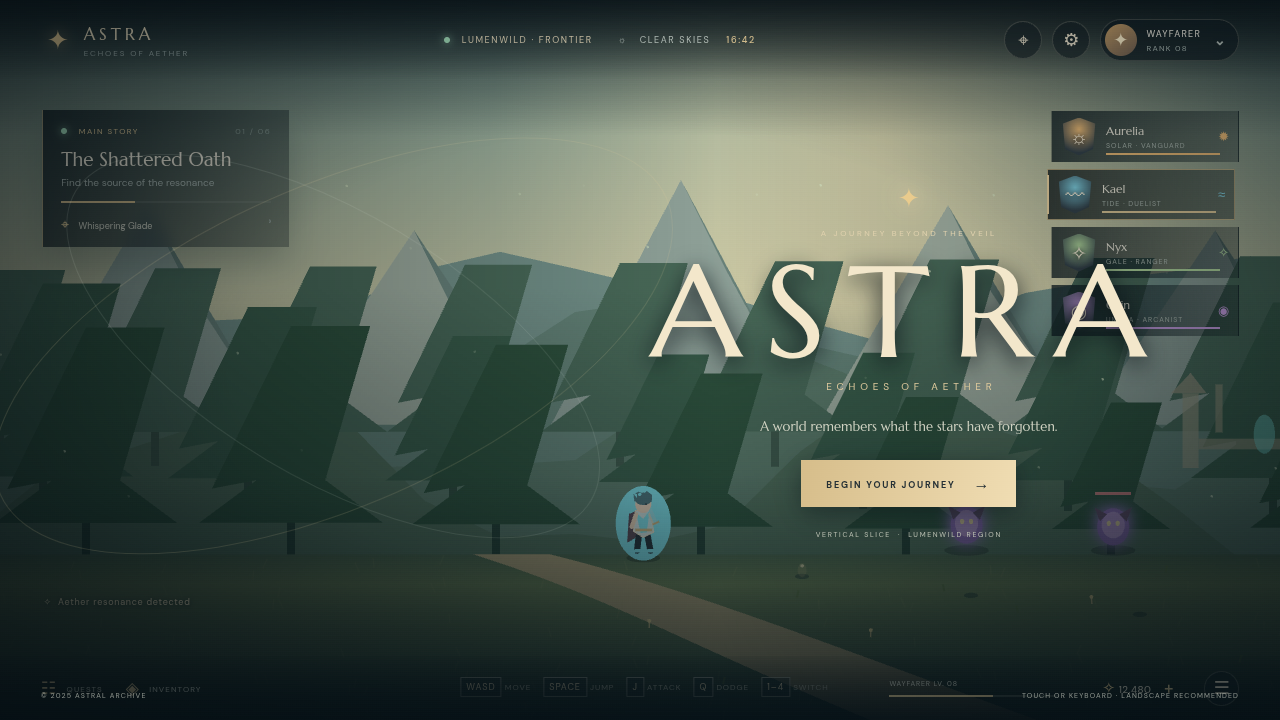 ASTRA
ECHOES OF AETHER
LUMENWILD · FRONTIER
CLEAR SKIES 16:42
WAYFARER
RANK 08
MAIN STORY 01 / 08
The Shattered Oath
Find the source of the resonance
Whispering Glade
Aurelia
SOLAR · VANGUARD
Kael
TIDE · DUELIST
Nyx
GALE · RANGER
· ARCANIST
A JOURNEY BEYOND THE VEIL
ASTRA
ECHOES OF AETHER
A world remembers what the stars have forgotten.
BEGIN YOUR JOURNEY →
VERTICAL SLICE · LUMENWILD REGION
Aether resonance detected
QUESTS
INVENTORY
© 2025 ASTRAL ARCHIVE
WASD MOVE SPACE JUMP J ATTACK Q DODGE 1–4 SWITCH
WAYFARER LV. 08
12,480 +
TOUCH OR KEYBOARD · LANDSCAPE RECOMMENDED